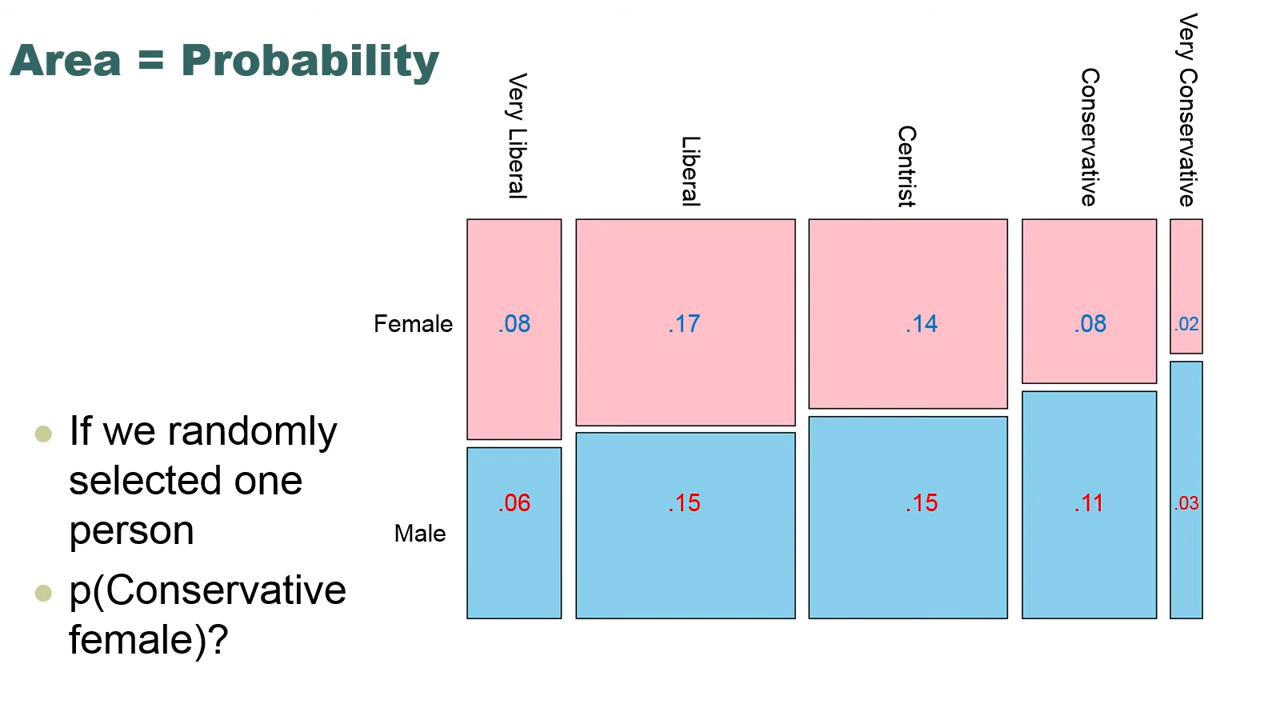 Area = Probability
Very Liberal
Liberal
Centrist
Conservative
Very Conservative
Female
.08
.17
.14
.08
.02
Male
.06
.15
.15
.11
.03
If we randomly
selected one
person
p(Conservative
female)?